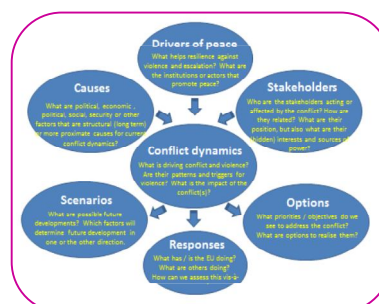 Drivers of peace
What helps resilience against
violence and escalation? What are
the institutions or actors that
promote peace?
Causes
What are political, economic ,
political, social, security or other
factors that are structural (long term)
or more proximate causes for current
conflict dynamics?
Stakeholders
Who are the stakeholders acting or
affected by the conflict? How are
they related? What are their
position, but also what are their
(hidden) interests and sources of
power?
Conflict dynamics
What is driving conflict and violence?
Are their patterns and triggers for
violence? What is the impact of the
conflict(s)?
Scenarios
What are possible future
developments? Which factors will
determine future development in
one or the other direction.
Options
What priorities / objectives do we
see to address the conflict?
What are options to realise them?
Responses
What has / is the EU doing?
What are others doing?
How can we assess this vis-à-